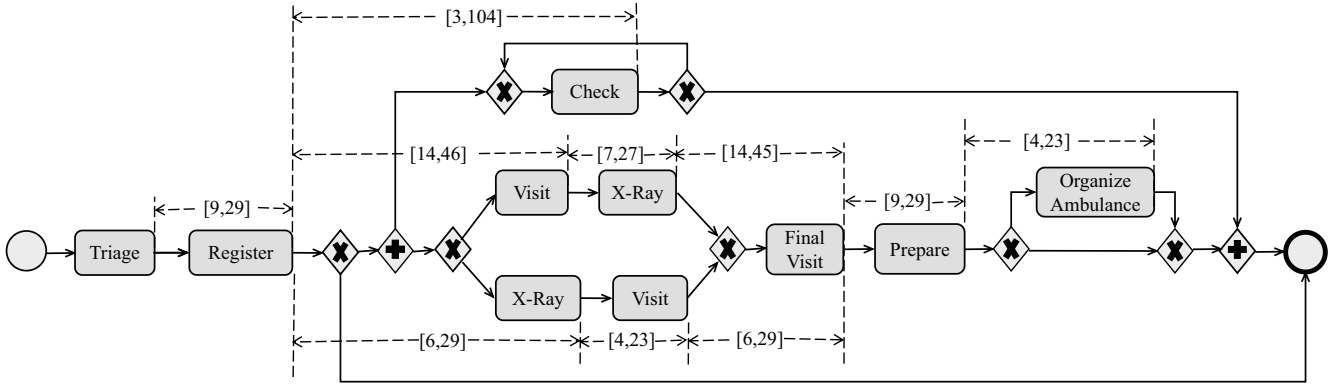 [3,104]
Check
[14,46]
[7,27]
[14,45]
[4,23]
Visit
X-Ray
Organize
Ambulance
[9,29]
[9,29]
Triage
Register
Final
Visit
Prepare
X-Ray
Visit
[6,29]
[4,23]
[6,29]